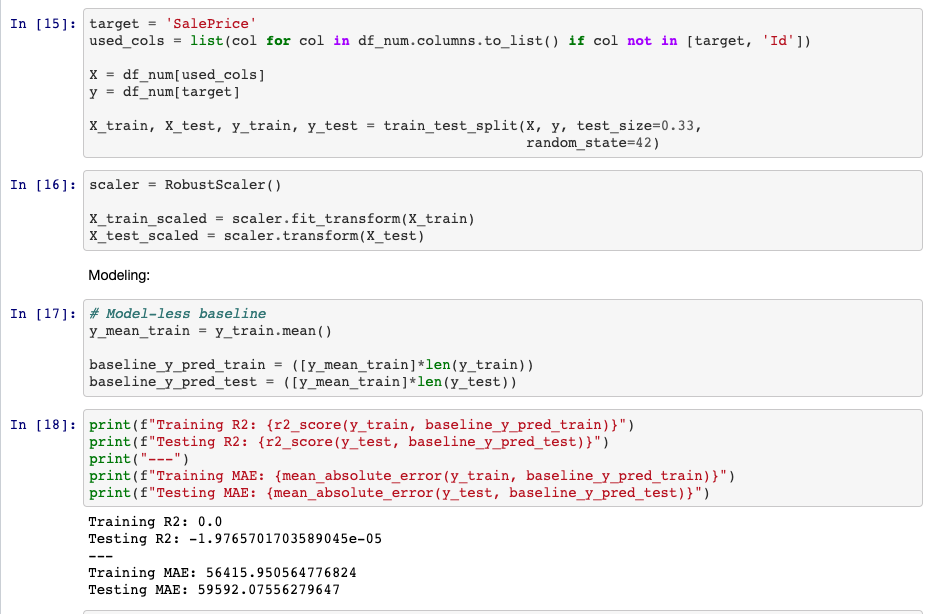 In [15]: target = 'SalePrice'
used_cols = list(col for col in df_num.columns.to_list() if col not in [target, 'Id'])
X = df_num[used_cols]
y = df_num[target]
X_train, X_test, y_train, y_test = train_test_split(X, y, test_size=0.33,
random_state=42)
In [16]: scaler = RobustScaler()
X_train_scaled = scaler.fit_transform(X_train)
X_test_scaled = scaler.transform(X_test)
Modeling:
In [17]: # Model-less baseline
y_mean_train = y_train.mean()
baseline_y_pred_train = ([y_mean_train]*len(y_train))
baseline_y_pred_test = ([y_mean_train]*len(y_test))
In [18]: print(f"Training R2: {r2_score(y_train, baseline_y_pred_train)}")
print(f"Testing R2: {r2_score(y_test, baseline_y_pred_test)}")
print("---")
print(f"Training MAE: {mean_absolute_error(y_train, baseline_y_pred_train)}")
print(f"Testing MAE: {mean_absolute_error(y_test, baseline_y_pred_test)}")
Training R2: 0.0
Testing R2: -1.9765701703589045e-05
---
Training MAE: 56415.950564776824
Testing MAE: 59592.07556279647